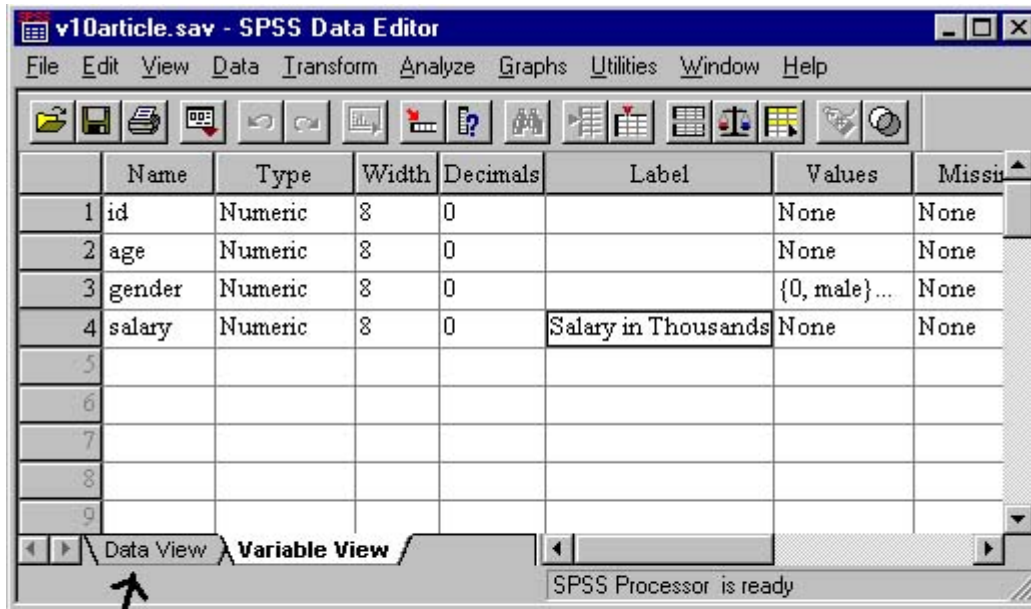 SPSS
v10article.sav - SPSS Data Editor
File Edit View Data Transform Analyze Graphs Utilities Window Help
Name Type Width Decimals Label Values Missin
1 id Numeric 8 0 None None
2 age Numeric 8 0 None None
3 gender Numeric 8 0 {0, male}... None
4 salary Numeric 8 0 Salary in Thousands None None
5
6
7
8
9
Data View Variable View
SPSS Processor is ready